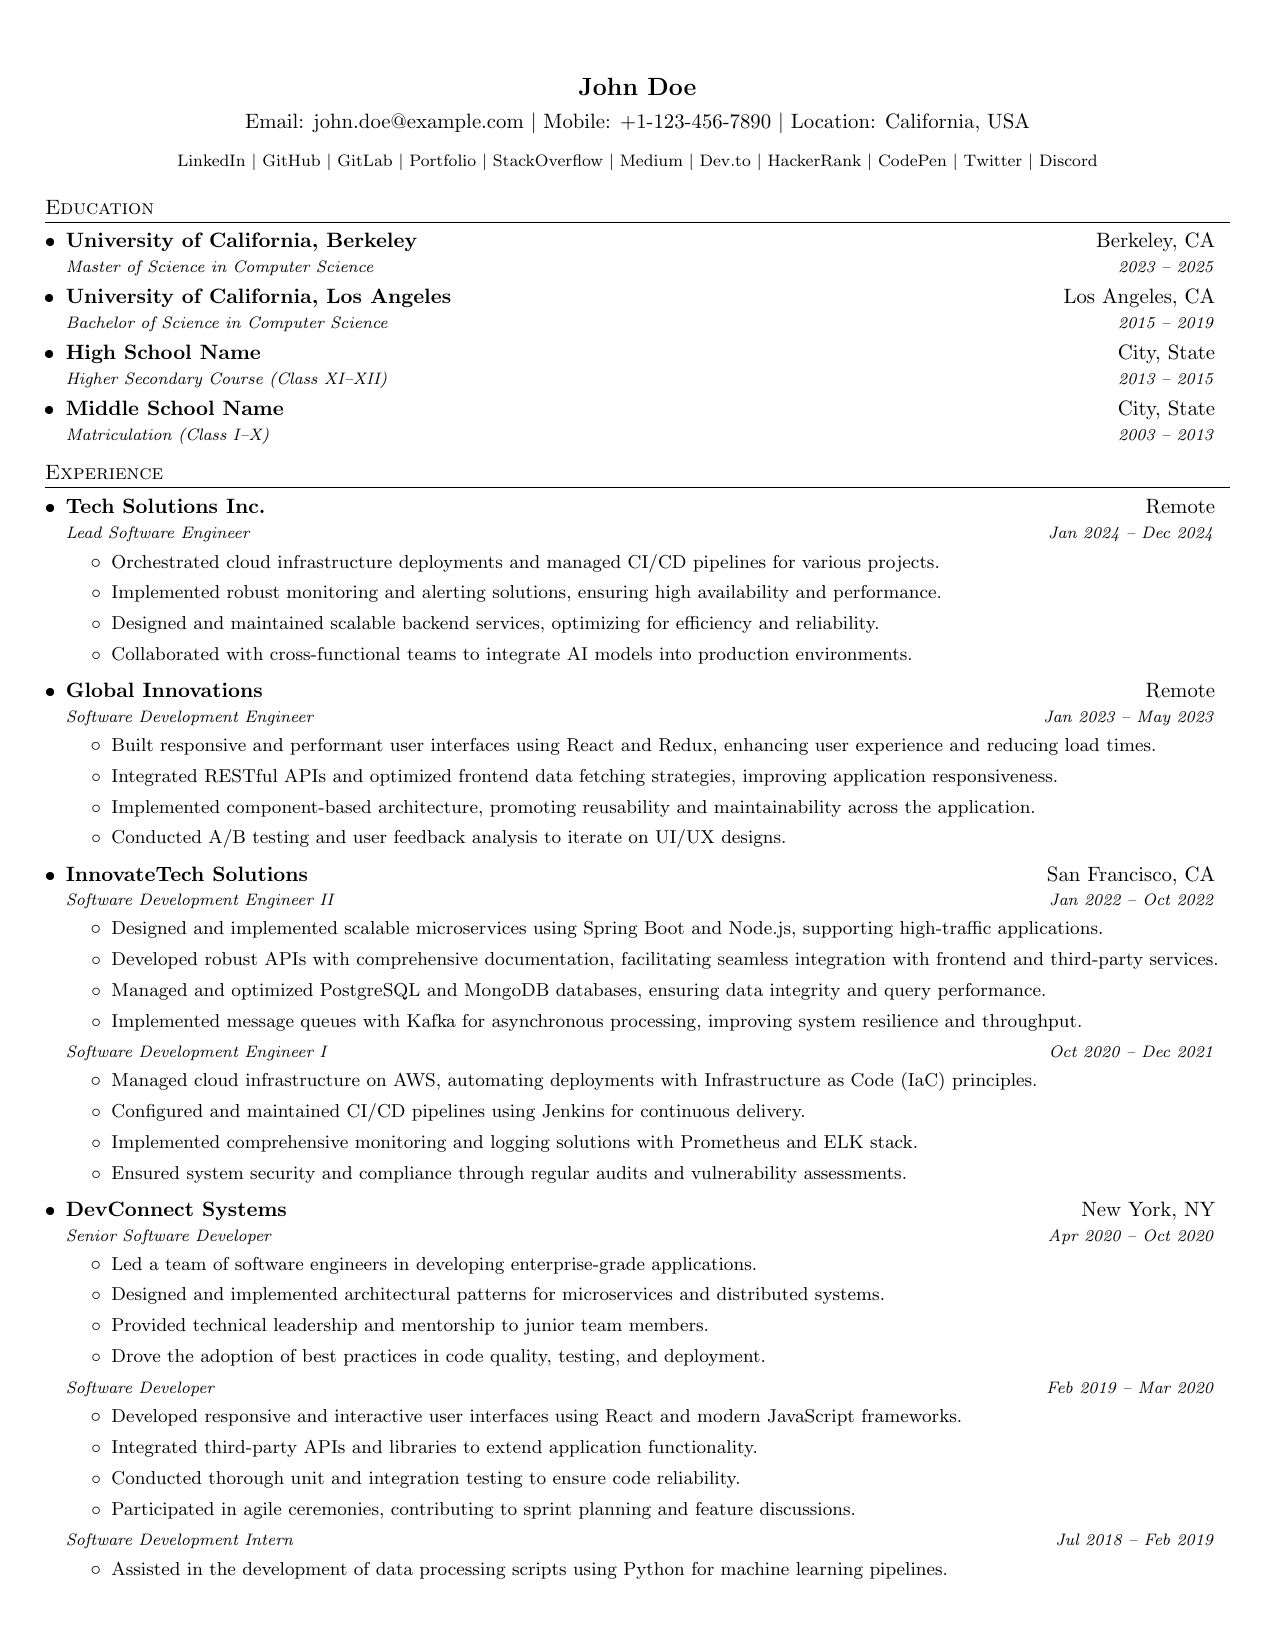 John Doe
Email: john.doe@example.com | Mobile: +1-123-456-7890 | Location: California, USA
LinkedIn | GitHub | GitLab | Portfolio | StackOverflow | Medium | Dev.to | HackerRank | CodePen | Twitter | Discord
Education
• University of California, Berkeley Berkeley, CA
Master of Science in Computer Science 2023 – 2025
• University of California, Los Angeles Los Angeles, CA
Bachelor of Science in Computer Science 2015 – 2019
• High School Name City, State
Higher Secondary Course (Class XI–XII) 2013 – 2015
• Middle School Name City, State
Matriculation (Class I–X) 2003 – 2013
Experience
• Tech Solutions Inc. Remote
Lead Software Engineer Jan 2024 – Dec 2024
◦ Orchestrated cloud infrastructure deployments and managed CI/CD pipelines for various projects.
◦ Implemented robust monitoring and alerting solutions, ensuring high availability and performance.
◦ Designed and maintained scalable backend services, optimizing for efficiency and reliability.
◦ Collaborated with cross-functional teams to integrate AI models into production environments.
• Global Innovations Remote
Software Development Engineer Jan 2023 – May 2023
◦ Built responsive and performant user interfaces using React and Redux, enhancing user experience and reducing load times.
◦ Integrated RESTful APIs and optimized frontend data fetching strategies, improving application responsiveness.
◦ Implemented component-based architecture, promoting reusability and maintainability across the application.
◦ Conducted A/B testing and user feedback analysis to iterate on UI/UX designs.
• InnovateTech Solutions San Francisco, CA
Software Development Engineer II Jan 2022 – Oct 2022
◦ Designed and implemented scalable microservices using Spring Boot and Node.js, supporting high-traffic applications.
◦ Developed robust APIs with comprehensive documentation, facilitating seamless integration with frontend and third-party services.
◦ Managed and optimized PostgreSQL and MongoDB databases, ensuring data integrity and query performance.
◦ Implemented message queues with Kafka for asynchronous processing, improving system resilience and throughput.
Software Development Engineer I Oct 2020 – Dec 2021
◦ Managed cloud infrastructure on AWS, automating deployments with Infrastructure as Code (IaC) principles.
◦ Configured and maintained CI/CD pipelines using Jenkins for continuous delivery.
◦ Implemented comprehensive monitoring and logging solutions with Prometheus and ELK stack.
◦ Ensured system security and compliance through regular audits and vulnerability assessments.
• DevConnect Systems New York, NY
Senior Software Developer Apr 2020 – Oct 2020
◦ Led a team of software engineers in developing enterprise-grade applications.
◦ Designed and implemented architectural patterns for microservices and distributed systems.
◦ Provided technical leadership and mentorship to junior team members.
◦ Drove the adoption of best practices in code quality, testing, and deployment.
Software Developer Feb 2019 – Mar 2020
◦ Developed responsive and interactive user interfaces using React and modern JavaScript frameworks.
◦ Integrated third-party APIs and libraries to extend application functionality.
◦ Conducted thorough unit and integration testing to ensure code reliability.
◦ Participated in agile ceremonies, contributing to sprint planning and feature discussions.
Software Development Intern Jul 2018 – Feb 2019
◦ Assisted in the development of data processing scripts using Python for machine learning pipelines.